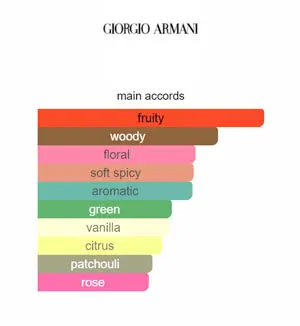 GIORGIO ARMANI
main accords
fruity
woody
floral
soft spicy
aromatic
green
vanilla
citrus
patchouli
rose